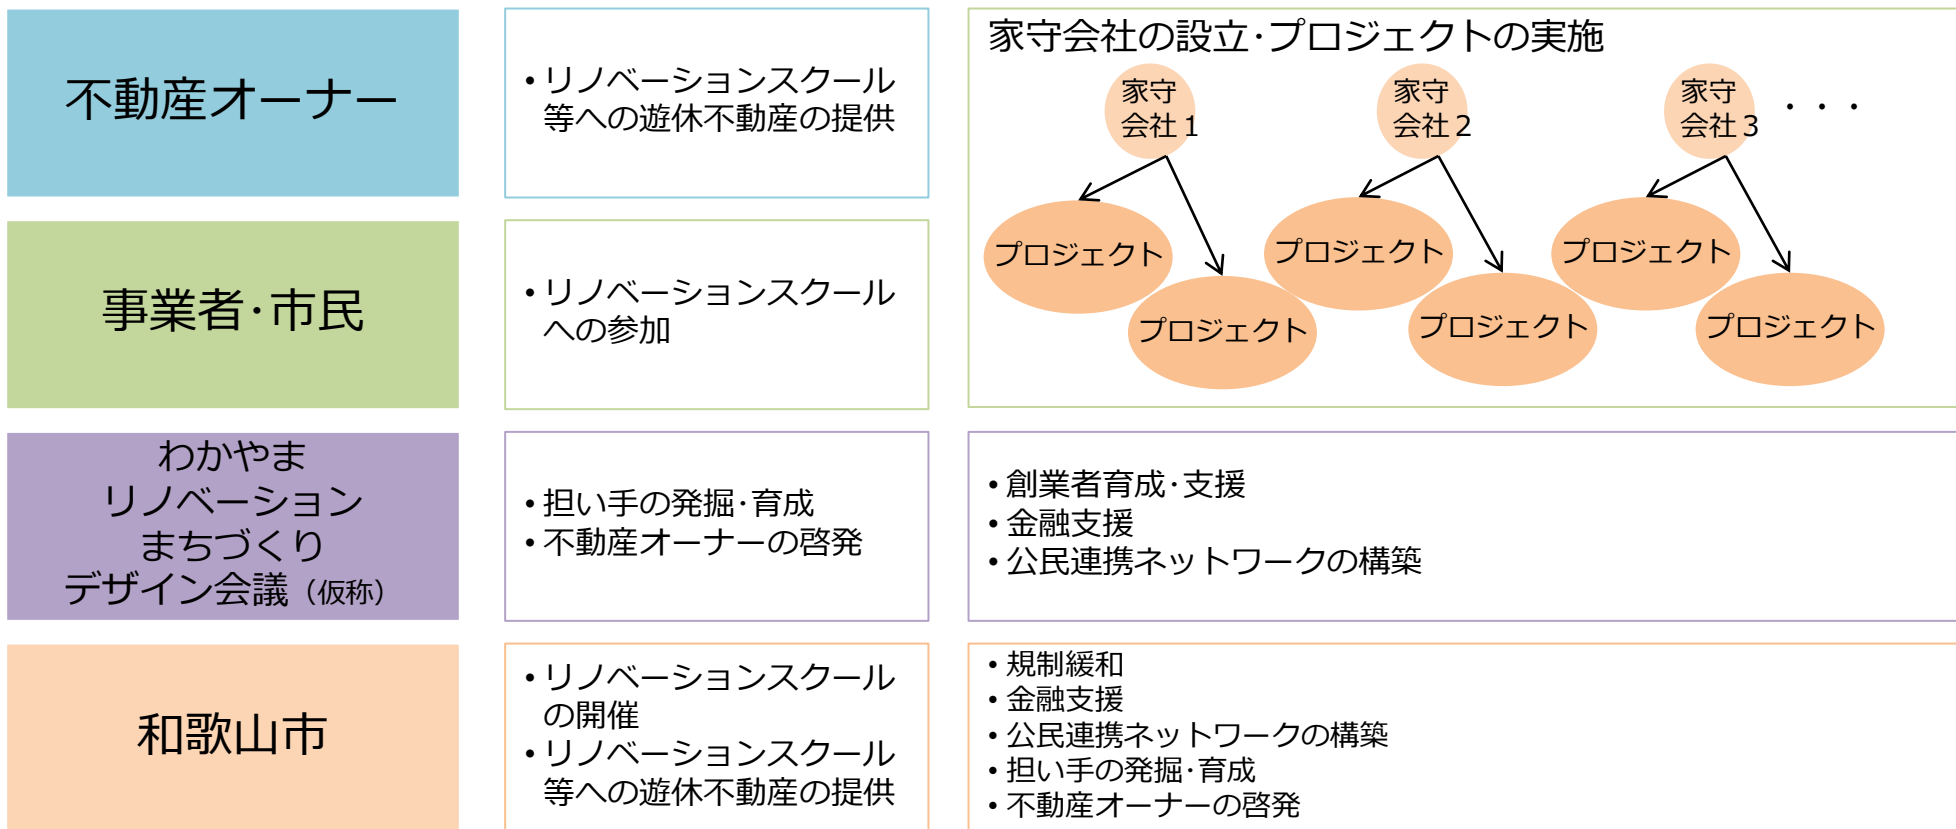 不動産オーナー
• リノベーションスクール
等への遊休不動産の提供
家守会社の設立･プロジェクトの実施
家守
会社１
家守
会社２
家守
会社３
・・・
プロジェクト
プロジェクト
プロジェクト
プロジェクト
プロジェクト
プロジェクト
事業者･市民
• リノベーションスクール
への参加
わかやま
リノベーション
まちづくり
デザイン会議（仮称）
• 担い手の発掘･育成
• 不動産オーナーの啓発
• 創業者育成･支援
• 金融支援
• 公民連携ネットワークの構築
和歌山市
• リノベーションスクール
の開催
• リノベーションスクール
等への遊休不動産の提供
• 規制緩和
• 金融支援
• 公民連携ネットワークの構築
• 担い手の発掘･育成
• 不動産オーナーの啓発